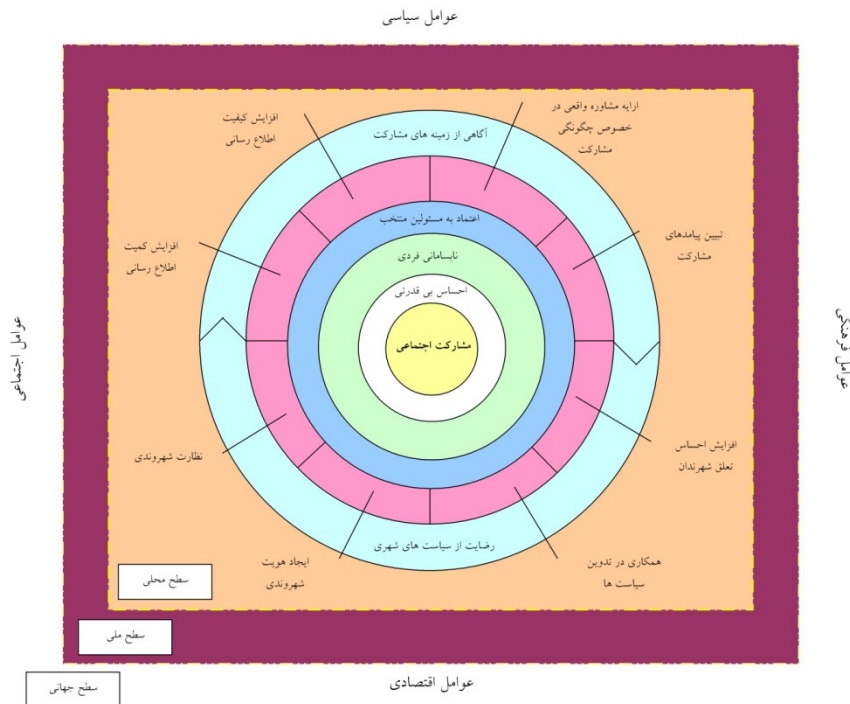 عوامل سیاسی
ارایه مشاوره واقعی در
خصوص چگونگی
مشارکت
افزایش کیفیت
اطلاع رسانی
آگاهی از زمینه های مشارکت
تبیین پیامدهای
مشارکت
افزایش کمیت
اطلاع رسانی
اعتماد به مسئولین منتخب
نابسامانی فردی
احساس بی قدرتی
مشارکت اجتماعی
عوامل فرهنگی
عوامل اجتماعی
افزایش احساس
تعلق شهرندان
نظارت شهروندی
رضایت از سیاست های شهری
همکاری در تدوین
سیاست ها
ایجاد هویت
شهروندی
سطح محلی
سطح ملی
عوامل اقتصادی
سطح جهانی